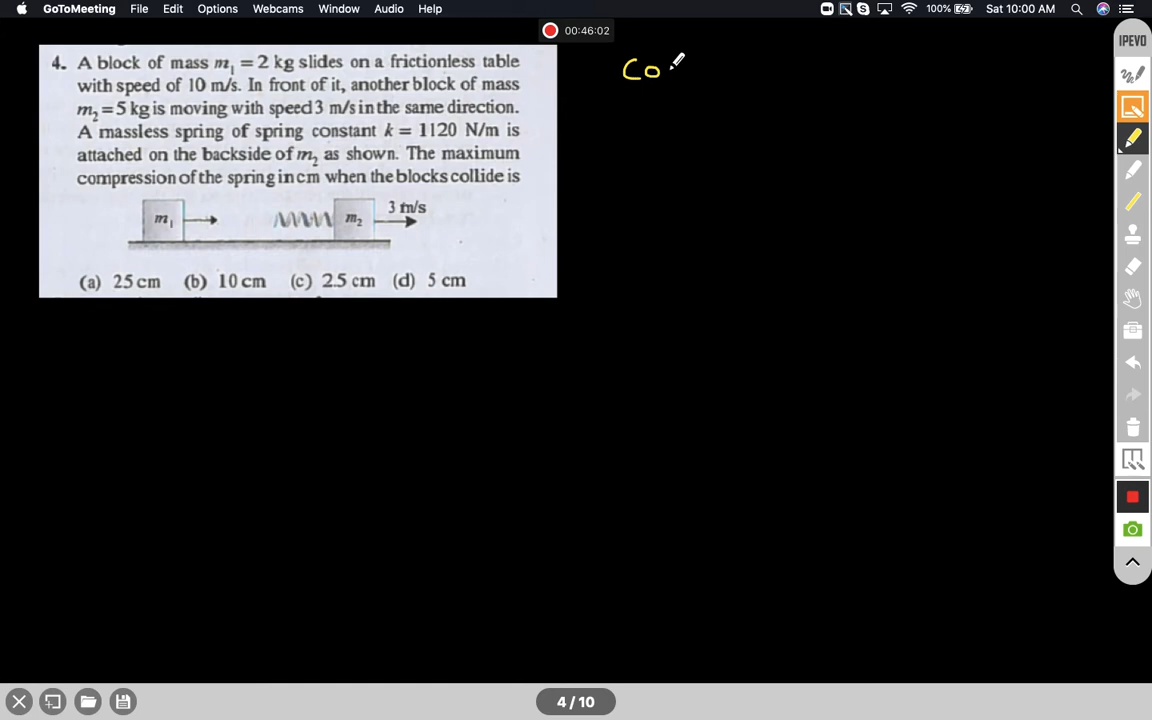 GoToMeeting File Edit Options Webcams Window Audio Help 100% Sat 10:00 AM
00:46:02
IPEVO
Co
4. A block of mass m₁ = 2 kg slides on a frictionless table
with speed of 10 m/s. In front of it, another block of mass
m₂ = 5 kg is moving with speed 3 m/s in the same direction.
A massless spring of spring constant k = 1120 N/m is
attached on the backside of m₂ as shown. The maximum
compression of the spring in cm when the blocks collide is
3 m/s
m₁ m₂
(a) 25 cm (b) 10 cm (c) 2.5 cm (d) 5 cm
4 / 10